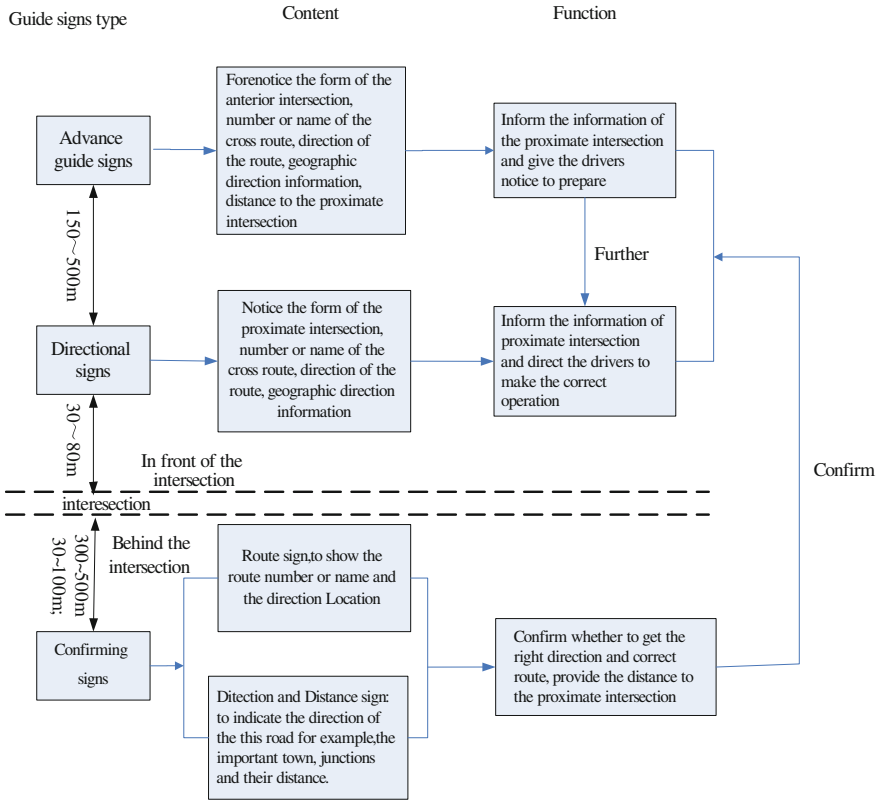 Guide signs type
Content
Function
Advance
guide signs
Forenotice the form of the
anterior intersection,
number or name of the
cross route, direction of
the route, geographic
direction information,
distance to the proximate
intersection
Inform the information of
the proximate intersection
and give the drivers
notice to prepare
150～500m
Further
Directional
signs
Notice the form of the
proximate intersection,
number or name of the
cross route, direction of the
route, geographic direction
information
Inform the information of
proximate intersection
and direct the drivers to
make the correct
operation
30～80m
In front of the
intersection
Confirm
interesection
Behind the
intersection
300~500m
30~100m;
Route sign,to show the
route number or name and
the direction Location
Confirming
signs
Ditection and Distance sign:
to indicate the direction of
the this road for example,the
important town, junctions
and their distance.
Confirm whether to get the
right direction and correct
route, provide the distance to
the proximate intersection